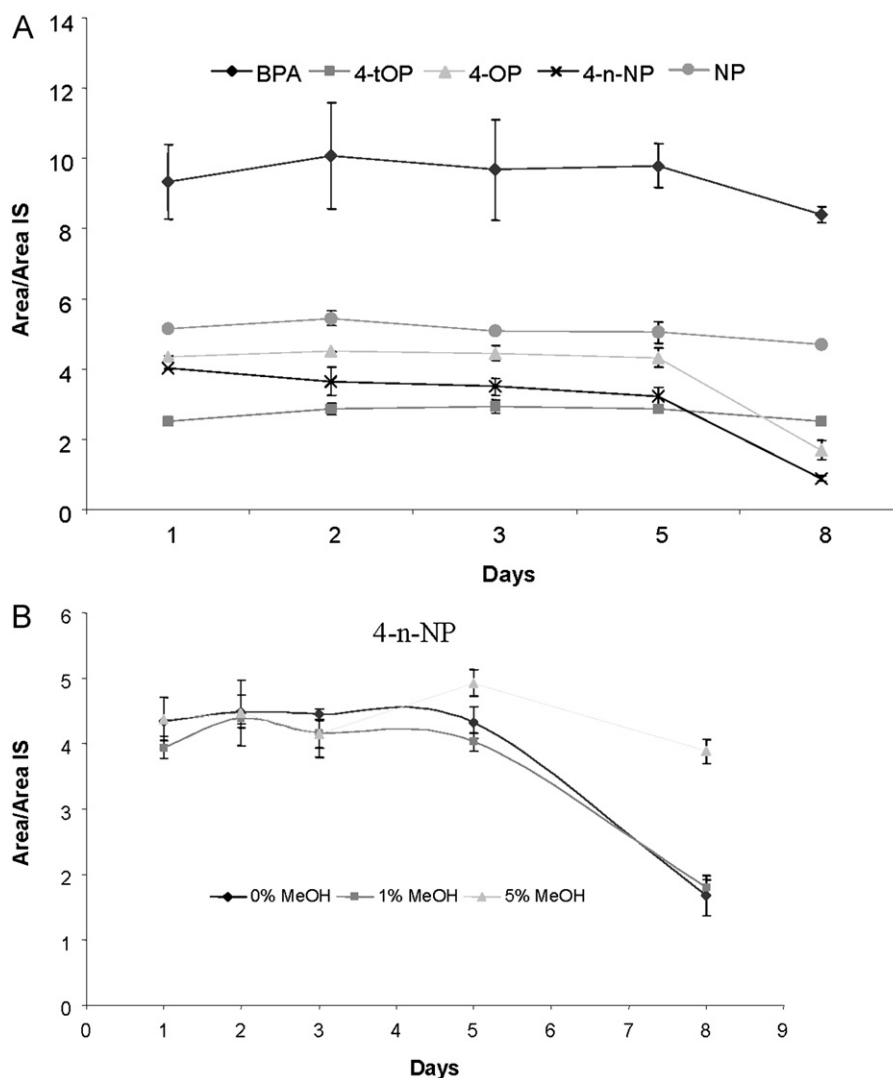 A
14
BPA 4-tOP 4-OP 4-n-NP NP
12
10
8
6
4
2
0
Area/Area IS
1 2 3 5 8
Days
B
4-n-NP
6
5
4
3
2
1
0
Area/Area IS
0% MeOH 1% MeOH 5% MeOH
0 1 2 3 4 5 6 7 8 9
Days